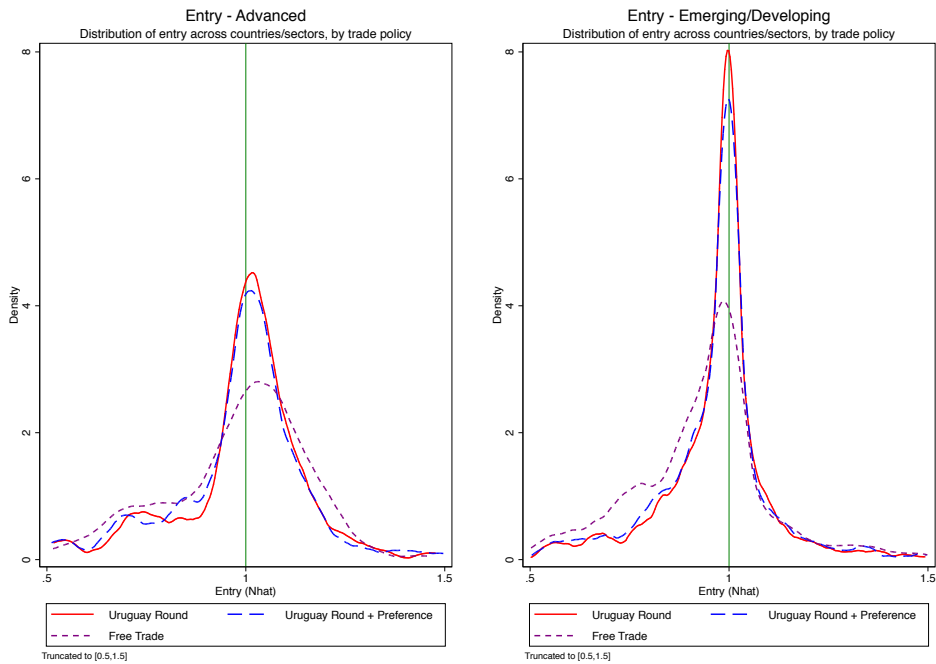 Entry - Advanced
Distribution of entry across countries/sectors, by trade policy
8
6
4
2
0
Density
.5
1
1.5
Entry (Nhat)
Uruguay Round
Uruguay Round + Preference
Free Trade
Truncated to [0.5,1.5]
Entry - Emerging/Developing
Distribution of entry across countries/sectors, by trade policy
8
6
4
2
0
Density
.5
1
1.5
Entry (Nhat)
Uruguay Round
Uruguay Round + Preference
Free Trade
Truncated to [0.5,1.5]